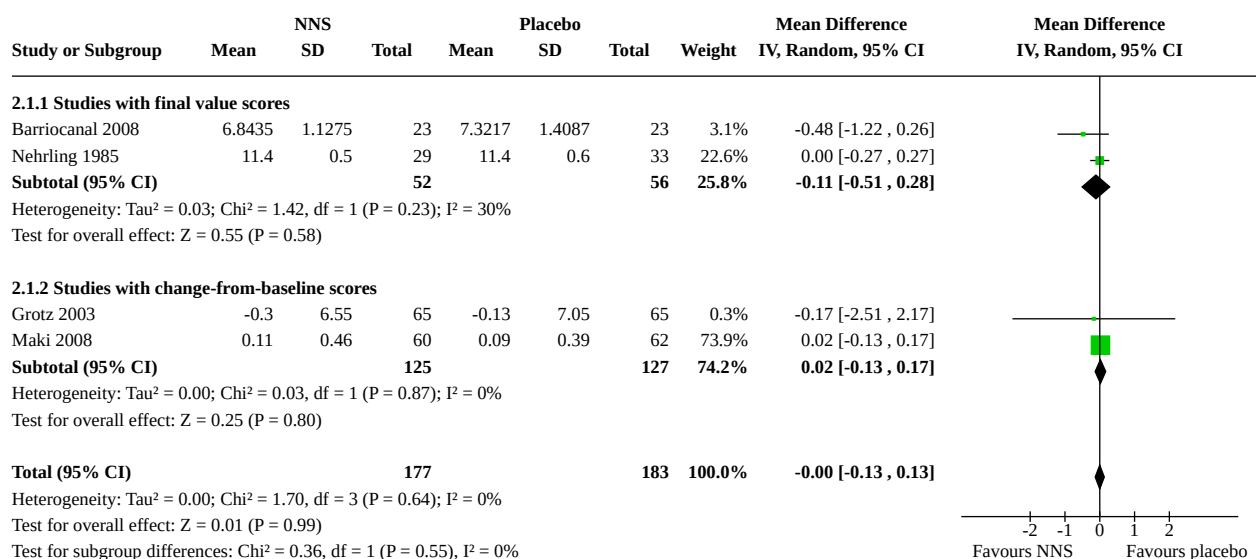 NNS Placebo Mean Difference Mean Difference
Study or Subgroup Mean SD Total Mean SD Total Weight IV, Random, 95% CI IV, Random, 95% CI
2.1.1 Studies with final value scores
Barriocanal 2008 6.8435 1.1275 23 7.3217 1.4087 23 3.1% -0.48 [-1.22 , 0.26]
Nehrling 1985 11.4 0.5 29 11.4 0.6 33 22.6% 0.00 [-0.27 , 0.27]
Subtotal (95% CI) 52 56 25.8% -0.11 [-0.51 , 0.28]
Heterogeneity: Tau² = 0.03; Chi² = 1.42, df = 1 (P = 0.23); I² = 30%
Test for overall effect: Z = 0.55 (P = 0.58)
2.1.2 Studies with change-from-baseline scores
Grotz 2003 -0.3 6.55 65 -0.13 7.05 65 0.3% -0.17 [-2.51 , 2.17]
Maki 2008 0.11 0.46 60 0.09 0.39 62 73.9% 0.02 [-0.13 , 0.17]
Subtotal (95% CI) 125 127 74.2% 0.02 [-0.13 , 0.17]
Heterogeneity: Tau² = 0.00; Chi² = 0.03, df = 1 (P = 0.87); I² = 0%
Test for overall effect: Z = 0.25 (P = 0.80)
Total (95% CI) 177 183 100.0% -0.00 [-0.13 , 0.13]
Heterogeneity: Tau² = 0.00; Chi² = 1.70, df = 3 (P = 0.64); I² = 0%
Test for overall effect: Z = 0.01 (P = 0.99)
-2 -1 0 1 2
Test for subgroup differences: Chi² = 0.36, df = 1 (P = 0.55), I² = 0% Favours NNS Favours placebo